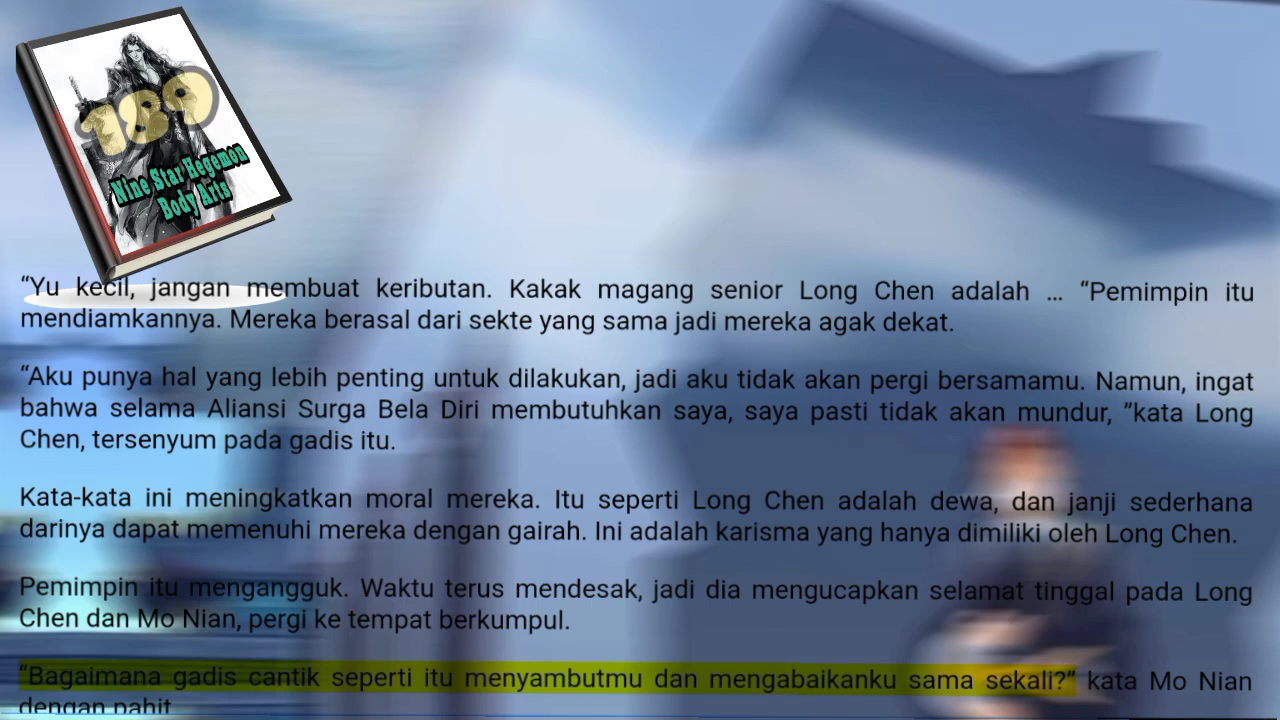 189
Nine Star Hegemon
Body Arts
“Yu kecil, jangan membuat keributan. Kakak magang senior Long Chen adalah ... “Pemimpin itu
mendiamkannya. Mereka berasal dari sekte yang sama jadi mereka agak dekat.
“Aku punya hal yang lebih penting untuk dilakukan, jadi aku tidak akan pergi bersamamu. Namun, ingat
bahwa selama Aliansi Surga Bela Diri membutuhkan saya, saya pasti tidak akan mundur, ”kata Long
Chen, tersenyum pada gadis itu.
Kata-kata ini meningkatkan moral mereka. Itu seperti Long Chen adalah dewa, dan janji sederhana
darinya dapat memenuhi mereka dengan gairah. Ini adalah karisma yang hanya dimiliki oleh Long Chen.
Pemimpin itu mengangguk. Waktu terus mendesak, jadi dia mengucapkan selamat tinggal pada Long
Chen dan Mo Nian, pergi ke tempat berkumpul.
“Bagaimana gadis cantik seperti itu menyambutmu dan mengabaikanku sama sekali?” kata Mo Nian
dengan pahit